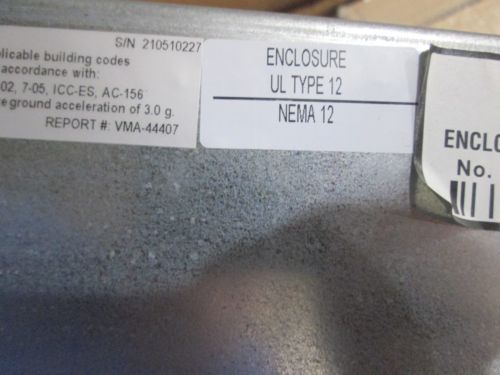 S/N 210510227
plicable building codes
accordance with:
02, 7-05, ICC-ES, AC-156
ground acceleration of 3.0 g.
REPORT #: VMA-44407
ENCLOSURE
UL TYPE 12
NEMA 12
ENCLO
No.